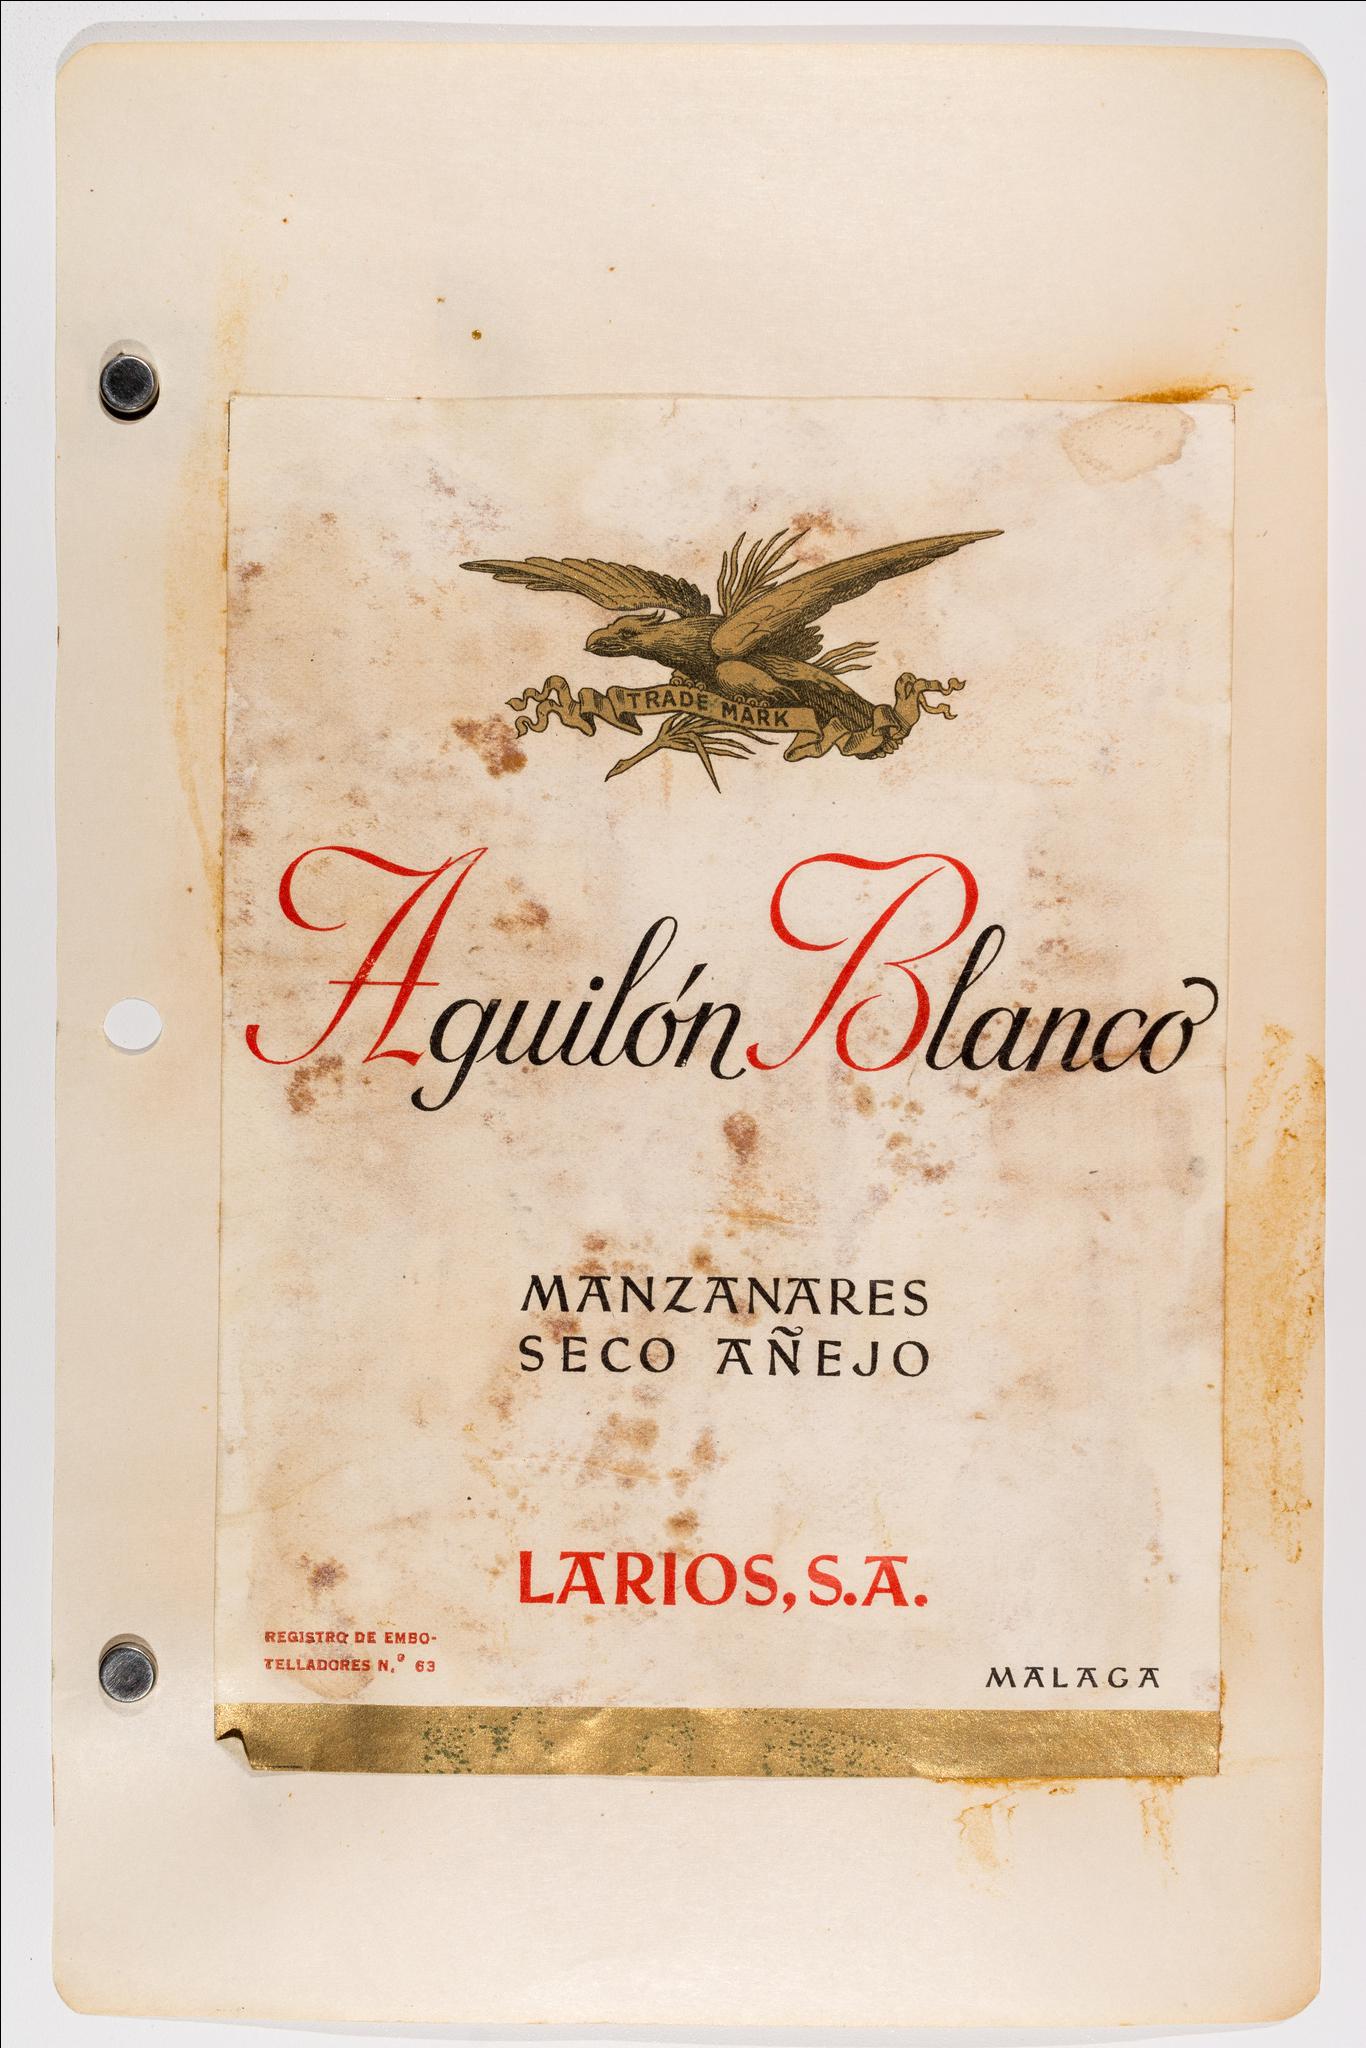 TRADE MARK
Aguilón Blanco
MANZANARES
SECO AÑEJO
LARIOS, S.A.
REGISTRO DE EMBO-
TELLADORES N.º 63
MALAGA